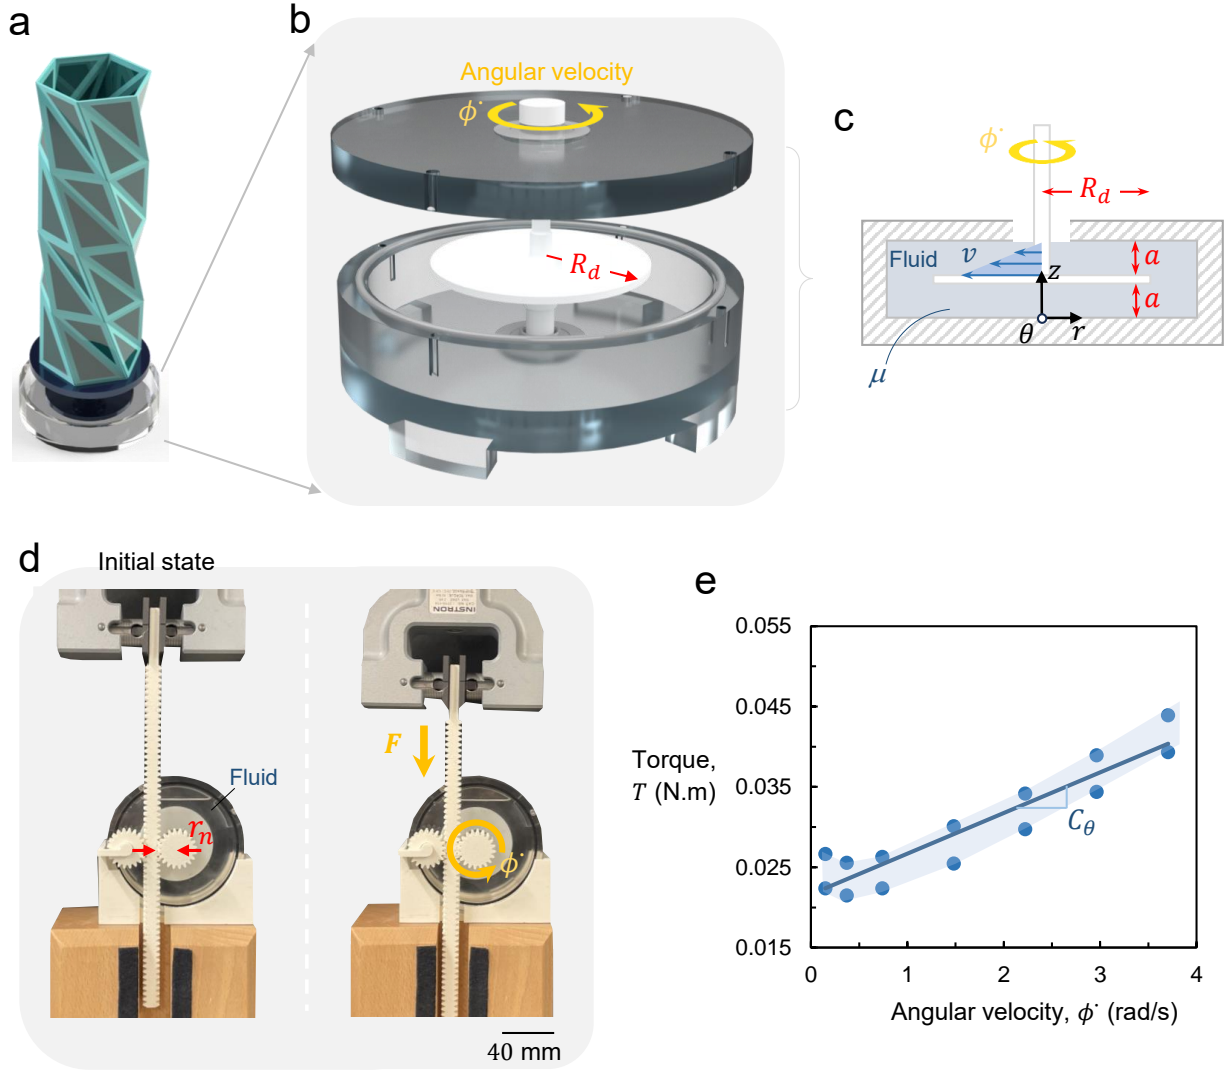 a
b
Angular velocity
ϕ˙
R_d
c
ϕ˙
R_d
Fluid
v
a
z
a
θ
r
μ
d
Initial state
Fluid
r_n
INSTRON
F
ϕ˙
40 mm
e
0.055
0.045
0.035
0.025
0.015
Torque,
T (N.m)
C_θ
0
1
2
3
4
Angular velocity, ϕ˙ (rad/s)